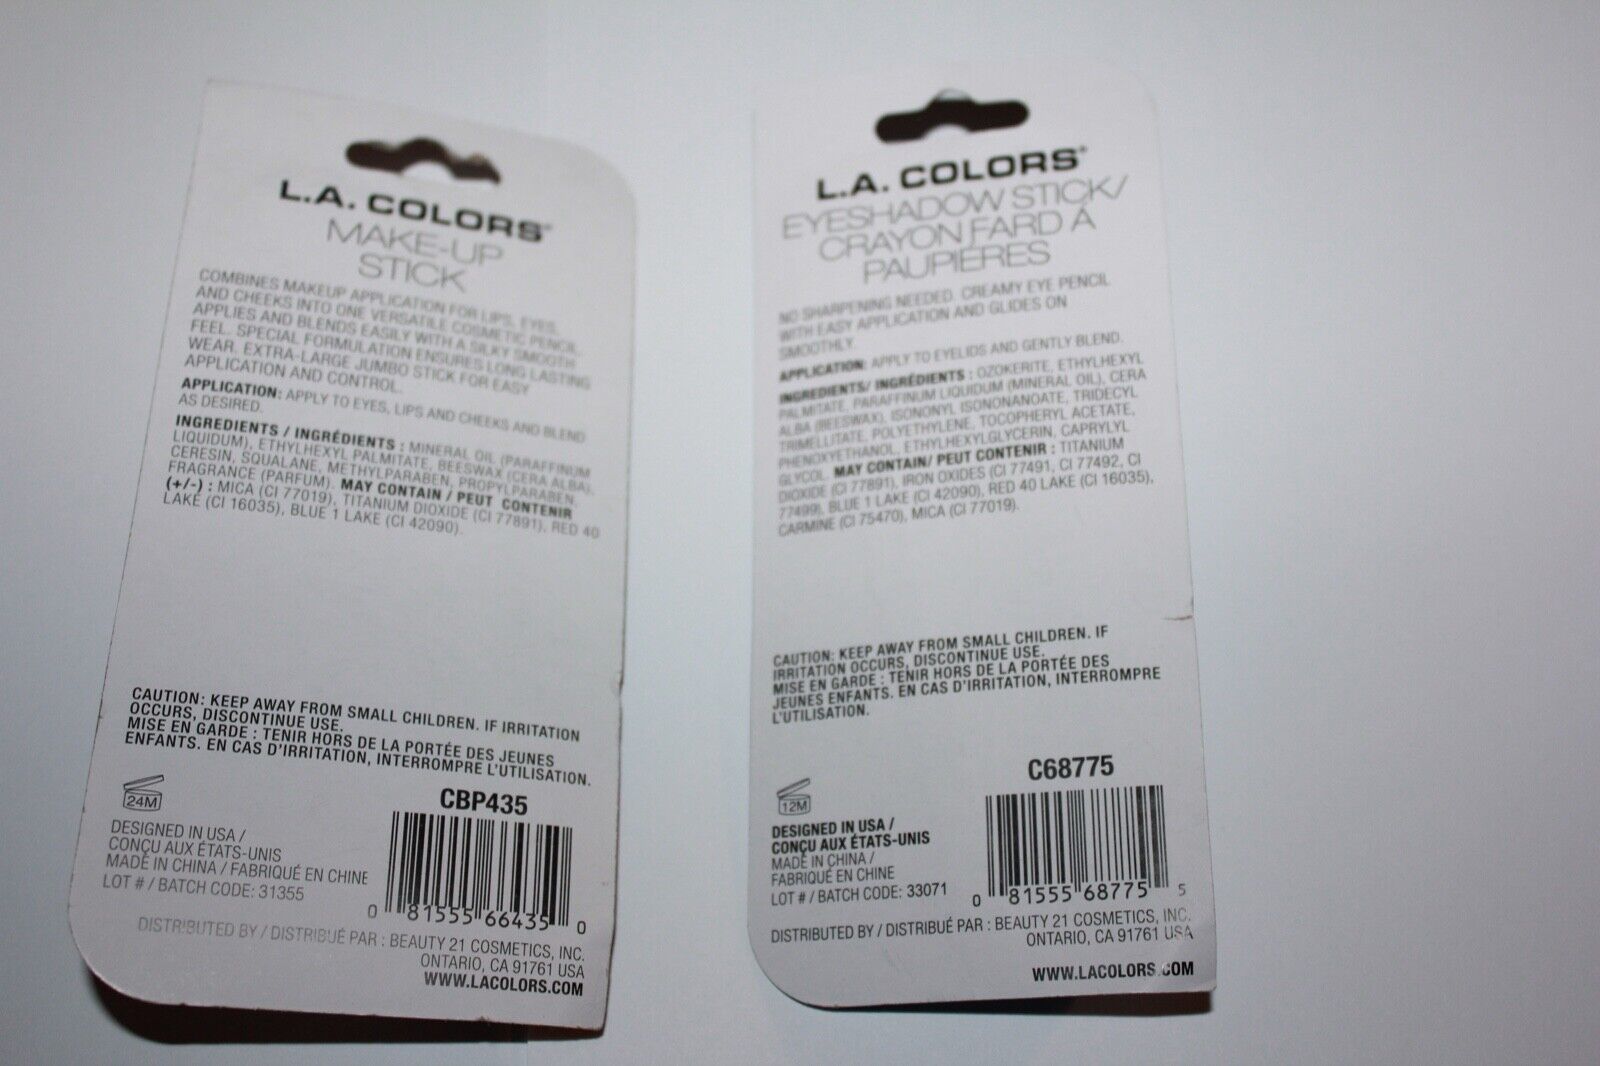 L.A. COLORS®
MAKE-UP
STICK
COMBINES MAKEUP APPLICATION FOR LIPS, EYES,
AND CHEEKS INTO ONE VERSATILE COSMETIC PENCIL.
APPLIES AND BLENDS EASILY WITH A SILKY SMOOTH
FEEL. SPECIAL FORMULATION ENSURES LONG LASTING
WEAR. EXTRA-LARGE JUMBO STICK FOR EASY
APPLICATION AND CONTROL.
APPLICATION: APPLY TO EYES, LIPS AND CHEEKS AND BLEND
AS DESIRED.
INGREDIENTS / INGRÉDIENTS : MINERAL OIL (PARAFFINUM
LIQUIDUM), ETHYLHEXYL PALMITATE, BEESWAX (CERA ALBA),
CERESIN, SQUALANE, METHYLPARABEN, PROPYLPARABEN,
FRAGRANCE (PARFUM). MAY CONTAIN / PEUT CONTENIR
(+/-) : MICA (CI 77019), TITANIUM DIOXIDE (CI 77891), RED 40
LAKE (CI 16035), BLUE 1 LAKE (CI 42090).
CAUTION: KEEP AWAY FROM SMALL CHILDREN. IF IRRITATION
OCCURS, DISCONTINUE USE.
MISE EN GARDE : TENIR HORS DE LA PORTÉE DES JEUNES
ENFANTS. EN CAS D'IRRITATION, INTERROMPRE L'UTILISATION.
24M
CBP435
DESIGNED IN USA /
CONÇU AUX ÉTATS-UNIS
MADE IN CHINA / FABRIQUÉ EN CHINE
LOT # / BATCH CODE: 31355
0 81555 66435 0
DISTRIBUTED BY / DISTRIBUÉ PAR : BEAUTY 21 COSMETICS, INC.
ONTARIO, CA 91761 USA
WWW.LACOLORS.COM
L.A. COLORS®
EYESHADOW STICK/
CRAYON FARD Á
PAUPIÈRES
NO SHARPENING NEEDED. CREAMY EYE PENCIL
WITH EASY APPLICATION AND GLIDES ON
SMOOTHLY.
APPLICATION: APPLY TO EYELIDS AND GENTLY BLEND.
INGREDIENTS/ INGRÉDIENTS : OZOKERITE, ETHYLHEXYL
PALMITATE, PARAFFINUM LIQUIDUM (MINERAL OIL), CERA
ALBA (BEESWAX), ISONONYL ISONONANOATE, TRIDECYL
TRIMELLITATE, POLYETHYLENE, TOCOPHERYL ACETATE,
PHENOXYETHANOL, ETHYLHEXYLGLYCERIN, CAPRYLYL
GLYCOL. MAY CONTAIN/ PEUT CONTENIR : TITANIUM
DIOXIDE (CI 77891), IRON OXIDES (CI 77491, CI 77492, CI
77499), BLUE 1 LAKE (CI 42090), RED 40 LAKE (CI 16035),
CARMINE (CI 75470), MICA (CI 77019).
CAUTION: KEEP AWAY FROM SMALL CHILDREN. IF
IRRITATION OCCURS, DISCONTINUE USE.
MISE EN GARDE : TENIR HORS DE LA PORTÉE DES
JEUNES ENFANTS. EN CAS D'IRRITATION, INTERROMPRE
L'UTILISATION.
12M
C68775
DESIGNED IN USA /
CONÇU AUX ÉTATS-UNIS
MADE IN CHINA /
FABRIQUÉ EN CHINE
LOT # / BATCH CODE: 33071
0 81555 68775 5
DISTRIBUTED BY / DISTRIBUÉ PAR : BEAUTY 21 COSMETICS, INC.
ONTARIO, CA 91761 USA
WWW.LACOLORS.COM